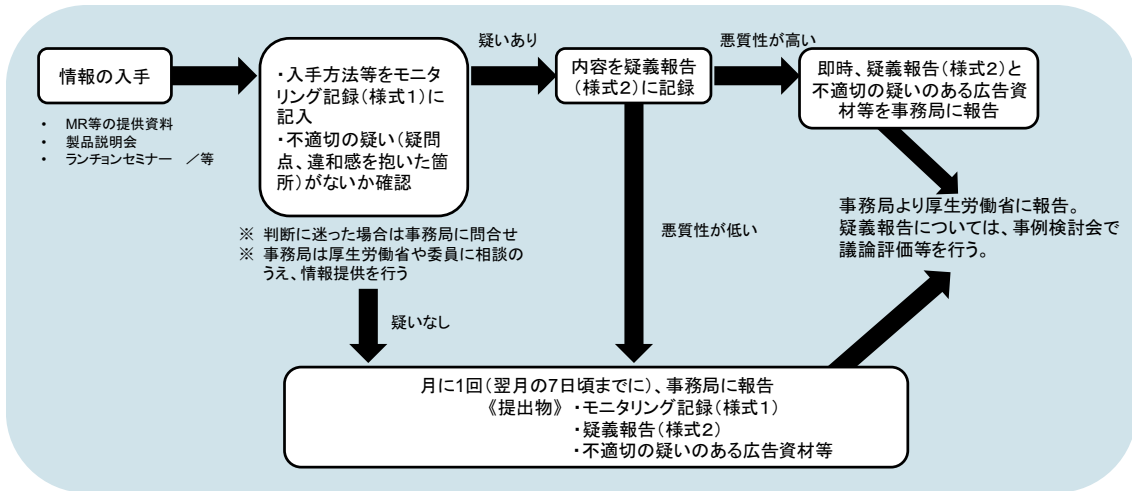 情報の入手
• MR等の提供資料
• 製品説明会
• ランチョンセミナー ／等
・入手方法等をモニタ
リング記録(様式1)に
記入
・不適切の疑い(疑問
点、違和感を抱いた箇
所)がないか確認
※ 判断に迷った場合は事務局に問合せ
※ 事務局は厚生労働省や委員に相談の
うえ、情報提供を行う
疑いあり
内容を疑義報告
(様式2)に記録
悪質性が高い
即時、疑義報告(様式2)と
不適切の疑いのある広告資
材等を事務局に報告
事務局より厚生労働省に報告。
疑義報告については、事例検討会で
議論評価等を行う。
悪質性が低い
疑いなし
月に1回(翌月の7日頃までに)、事務局に報告
《提出物》・モニタリング記録(様式1)
・疑義報告(様式2)
・不適切の疑いのある広告資材等